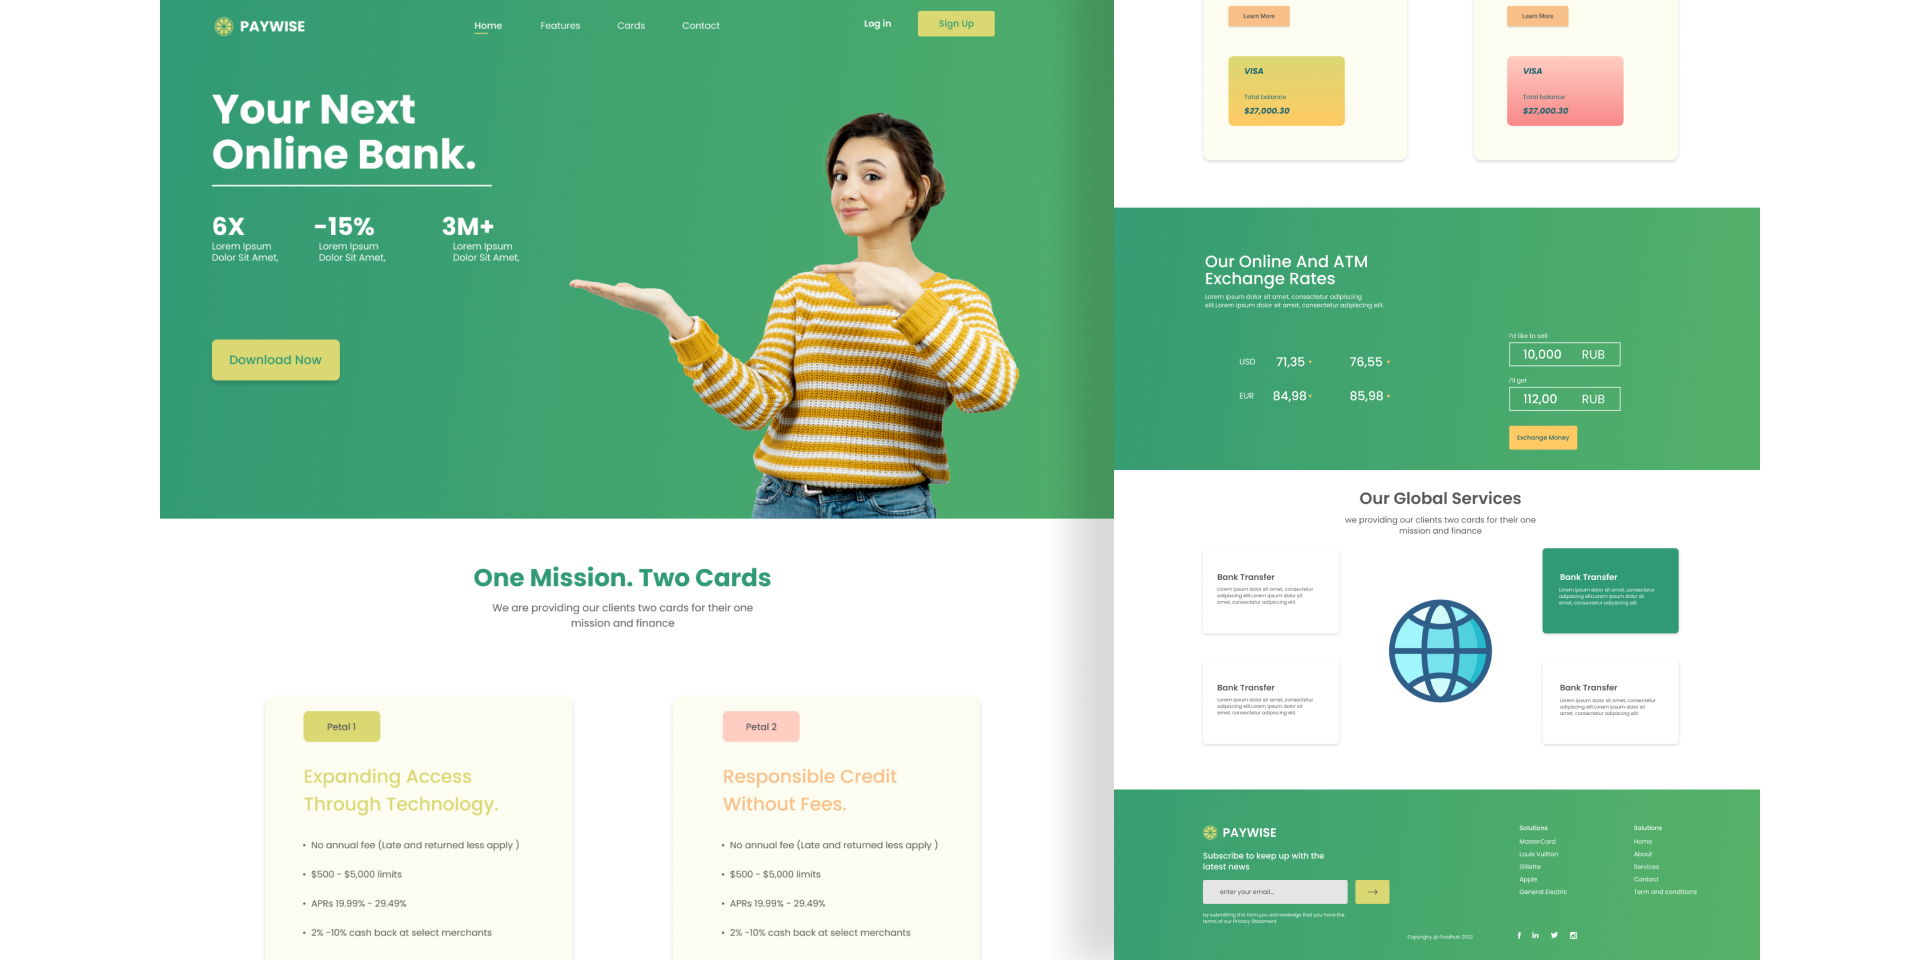 PAYWISE
Home
Features
Cards
Contact
Log in
Sign Up
Your Next
Online Bank.
6X
Lorem Ipsum
Dolor Sit Amet,
-15%
Lorem Ipsum
Dolor Sit Amet,
3M+
Lorem Ipsum
Dolor Sit Amet,
Download Now
One Mission. Two Cards
We are providing our clients two cards for their one
mission and finance
Petal 1
Expanding Access
Through Technology.
• No annual fee (Late and returned less apply )
• $500 - $5,000 limits
• APRs 19.99% - 29.49%
• 2% -10% cash back at select merchants
Petal 2
Responsible Credit
Without Fees.
• No annual fee (Late and returned less apply )
• $500 - $5,000 limits
• APRs 19.99% - 29.49%
• 2% -10% cash back at select merchants
Learn More
VISA
Total balance
$27,000.30
Learn More
VISA
Total balance
$27,000.30
Our Online And ATM
Exchange Rates
Lorem ipsum dolor sit amet, consectetur adipiscing
elit.Lorem ipsum dolor sit amet, consectetur adipiscing elit.
USD 71,35 76,55
EUR 84,98 85,98
I'd like to sell
10,000 RUB
I'll get
112,00 RUB
Exchange Money
Our Global Services
we providing our clients two cards for their one
mission and finance
Bank Transfer
Lorem ipsum dolor sit amet, consectetur
adipiscing elit.Lorem ipsum dolor sit
amet, consectetur adipiscing elit.
Bank Transfer
Lorem ipsum dolor sit amet, consectetur
adipiscing elit.Lorem ipsum dolor sit
amet, consectetur adipiscing elit.
Bank Transfer
Lorem ipsum dolor sit amet, consectetur
adipiscing elit.Lorem ipsum dolor sit
amet, consectetur adipiscing elit.
Bank Transfer
Lorem ipsum dolor sit amet, consectetur
adipiscing elit.Lorem ipsum dolor sit
amet, consectetur adipiscing elit.
PAYWISE
Subscribe to keep up with the
latest news
enter your email...
by submitting this form,you acknowledge that you have the
terms of our Privacy Statement
Solutions
MasterCard
Louis Vuitton
Gillette
Apple
General Electric
Solutions
Home
About
Services
Contact
Term and conditions
Copyrighy @ Foodhub 2022